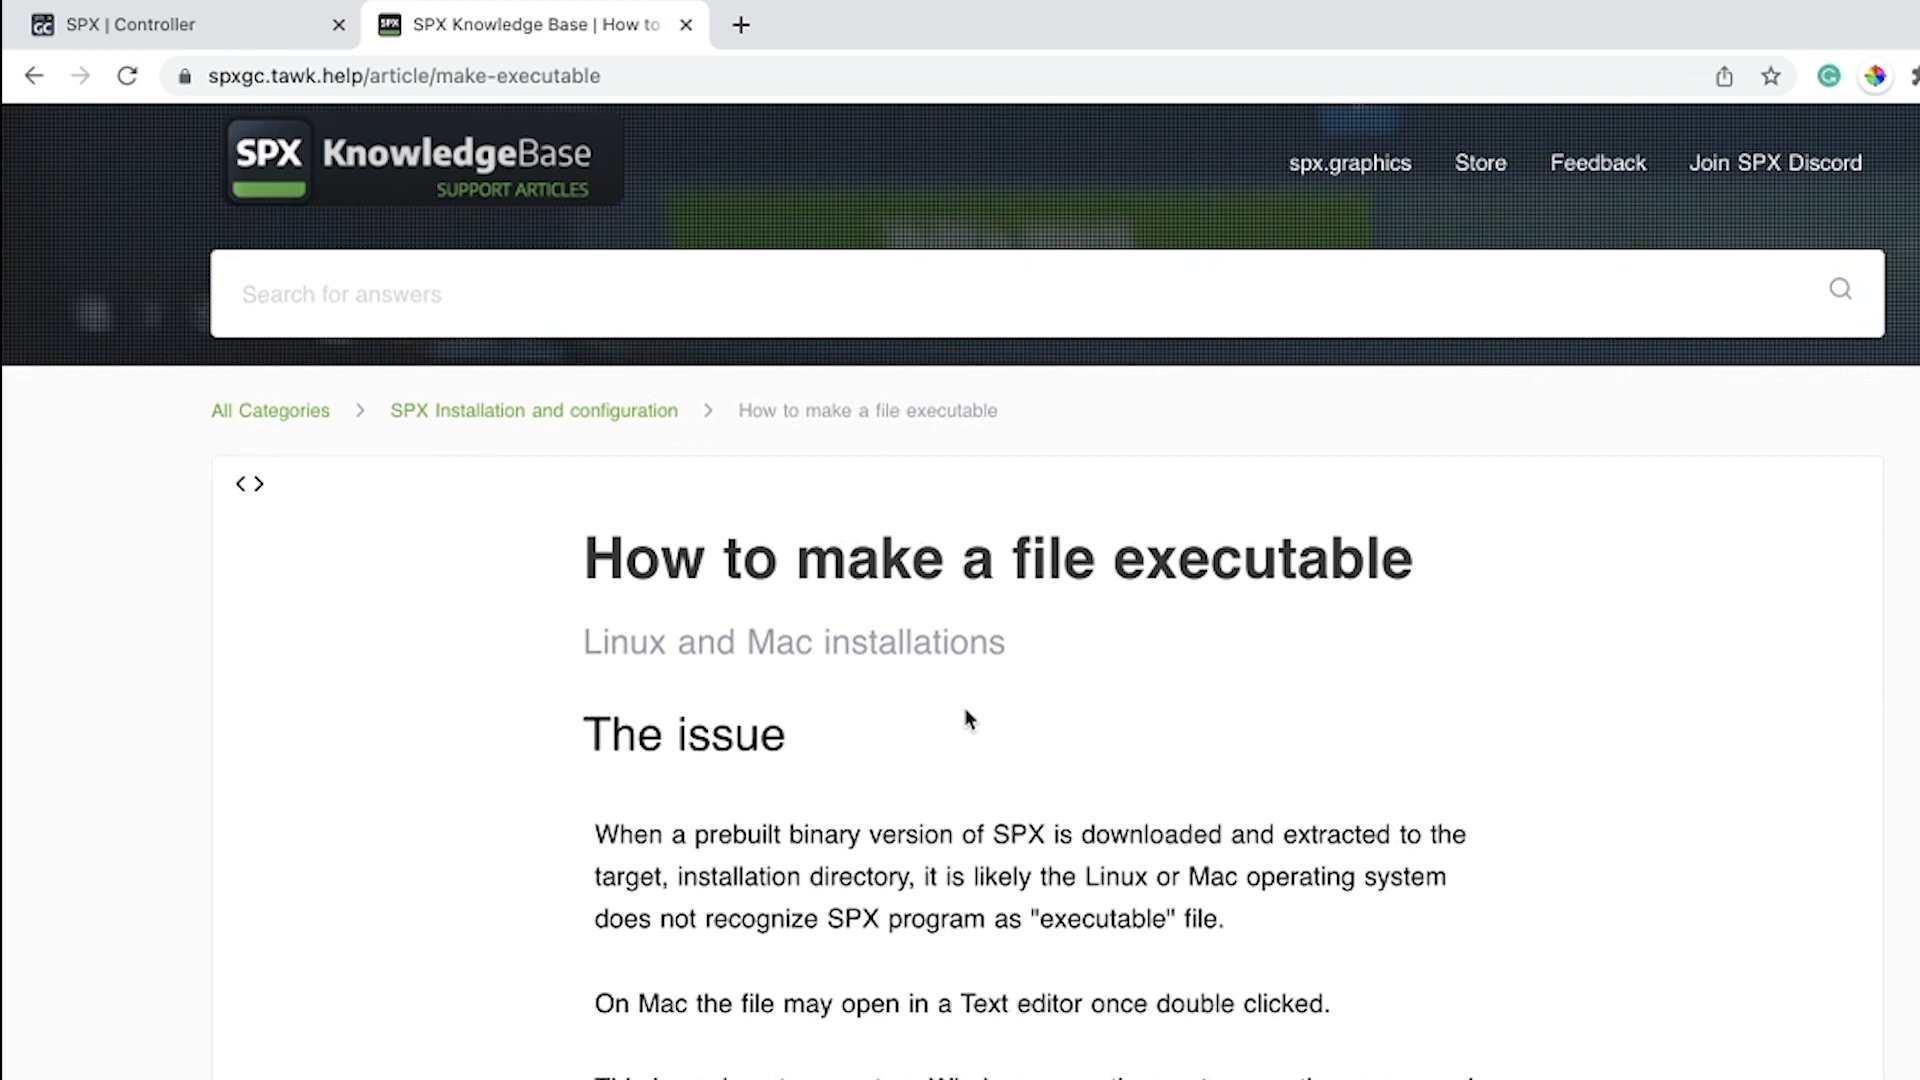 SPX | Controller
SPX Knowledge Base | How to
spxgc.tawk.help/article/make-executable
SPX KnowledgeBase
SUPPORT ARTICLES
spx.graphics Store Feedback Join SPX Discord
Search for answers
All Categories > SPX Installation and configuration > How to make a file executable
<>
How to make a file executable
Linux and Mac installations
The issue
When a prebuilt binary version of SPX is downloaded and extracted to the
target, installation directory, it is likely the Linux or Mac operating system
does not recognize SPX program as "executable" file.
On Mac the file may open in a Text editor once double clicked.